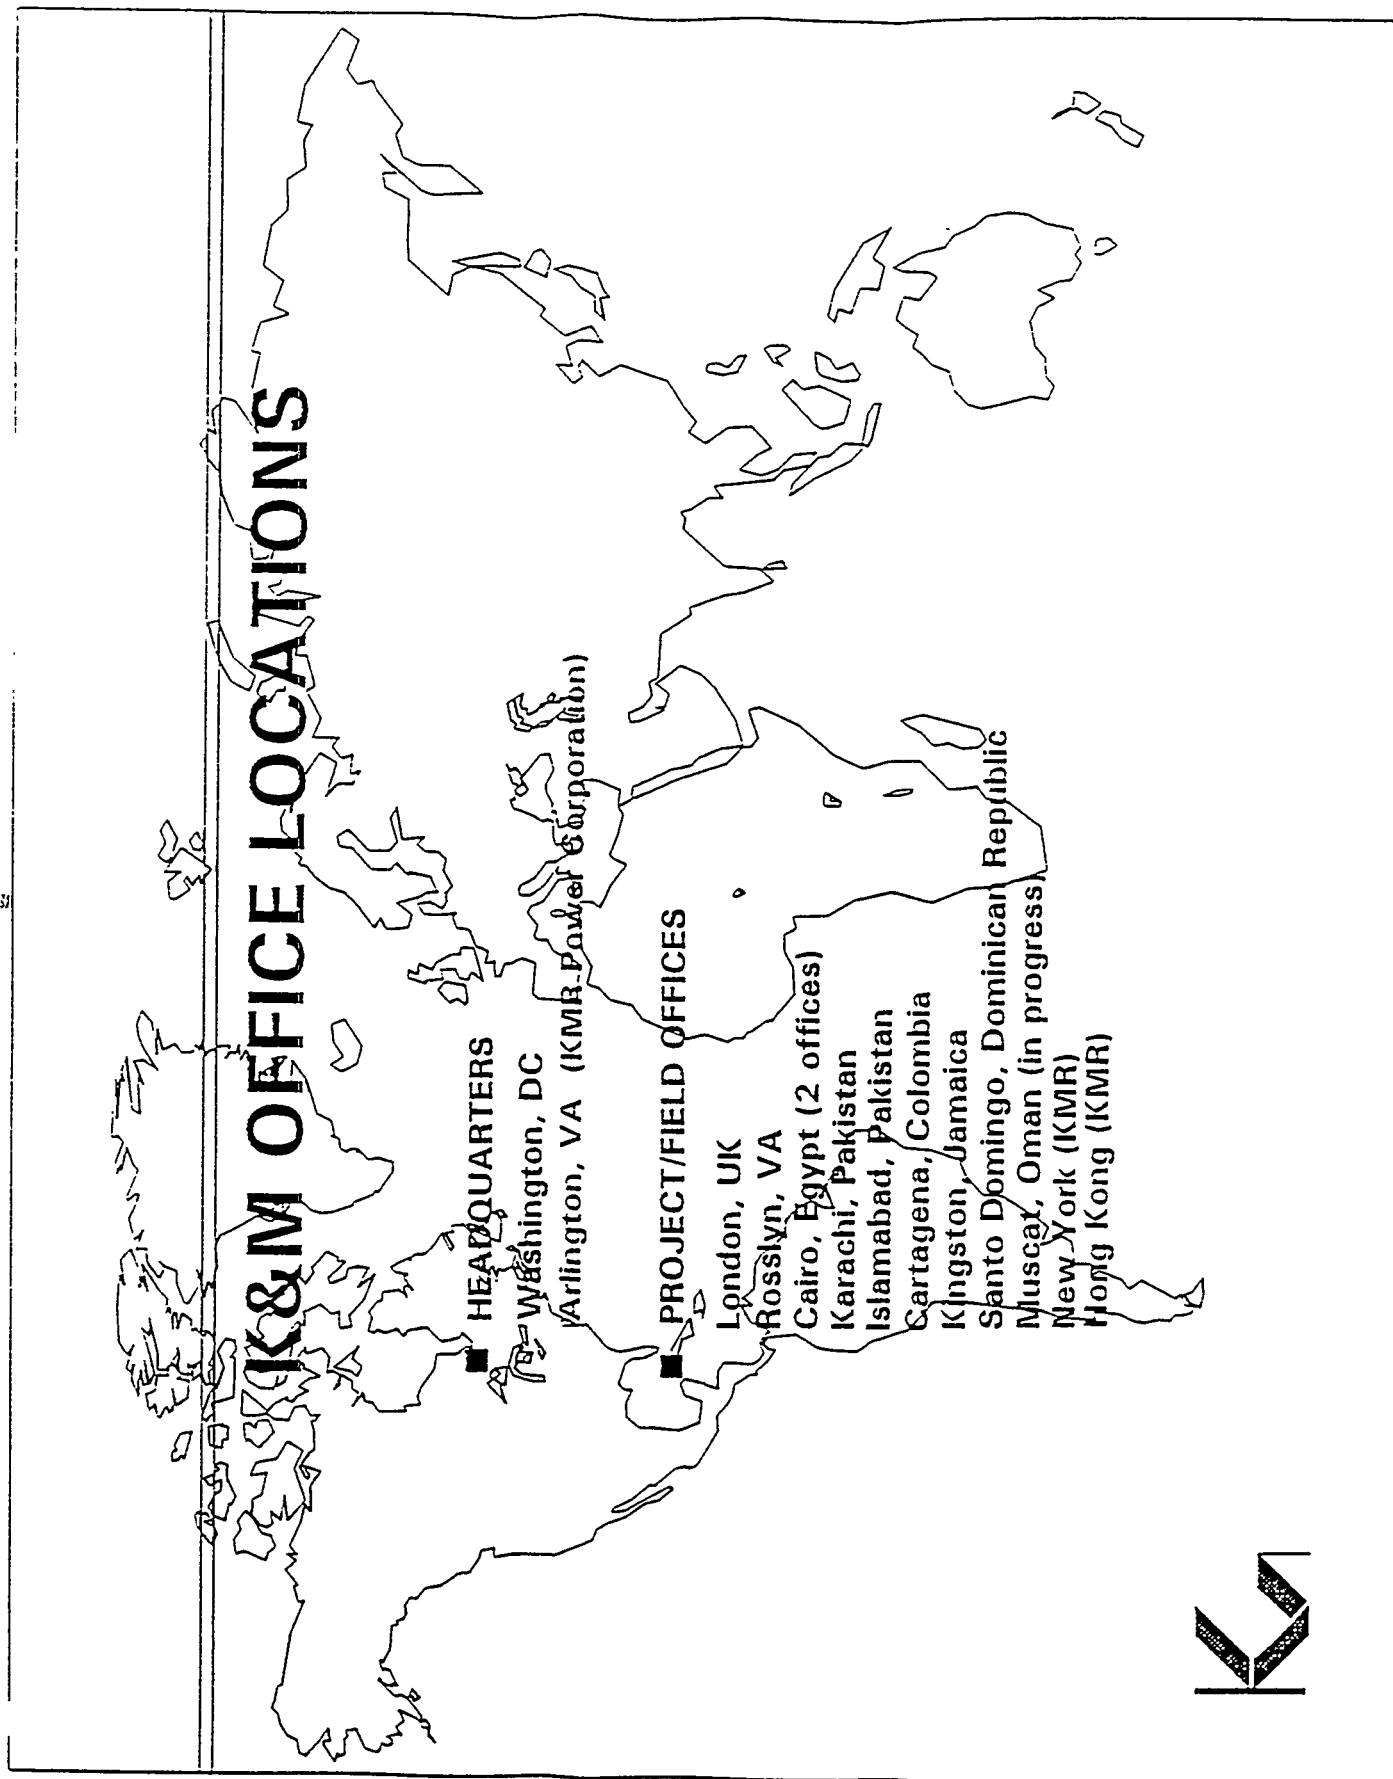 K&M OFFICE LOCATIONS
HEADQUARTERS
Washington, DC
Arlington, VA (KMR Power Corporation)
PROJECT/FIELD OFFICES
London, UK
Rosslyn, VA
Cairo, Egypt (2 offices)
Karachi, Pakistan
Islamabad, Pakistan
Cartagena, Colombia
Kingston, Jamaica
Santo Domingo, Dominican Republic
Muscat, Oman (in progress)
New York (KMR)
Hong Kong (KMR)